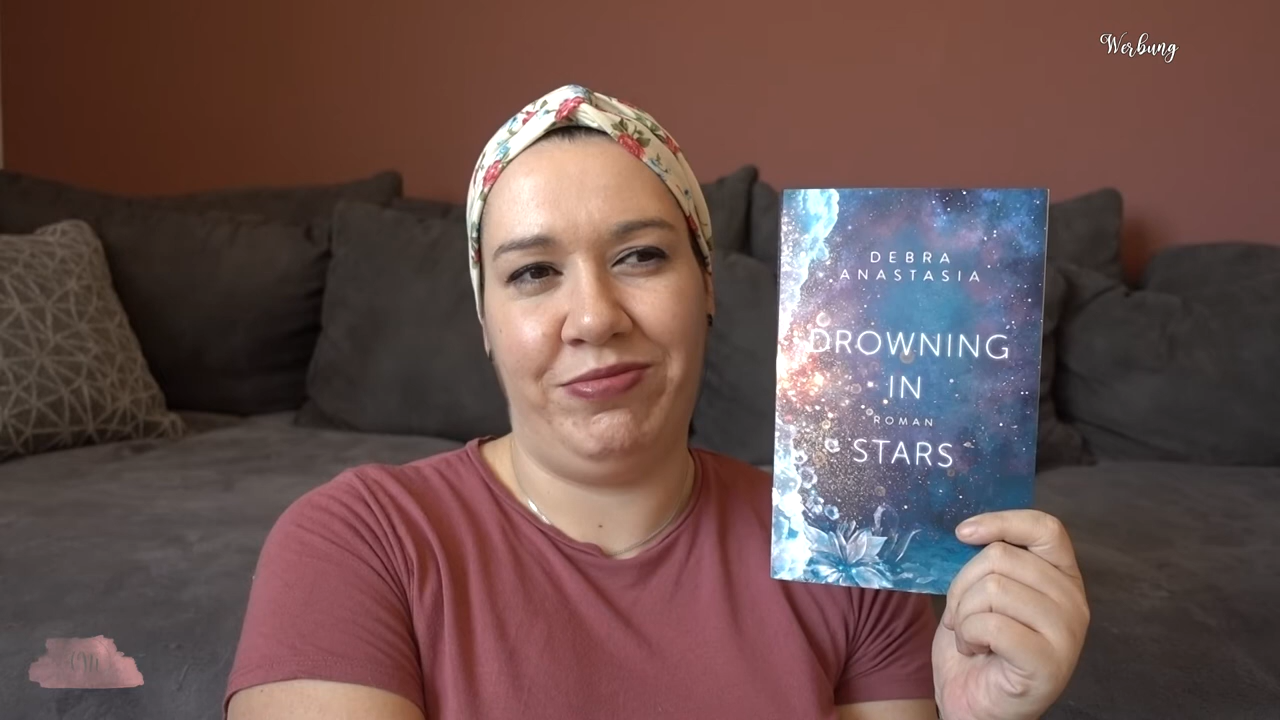 Werbung
DEBRA
ANASTASIA
DROWNING
IN
ROMAN
STARS